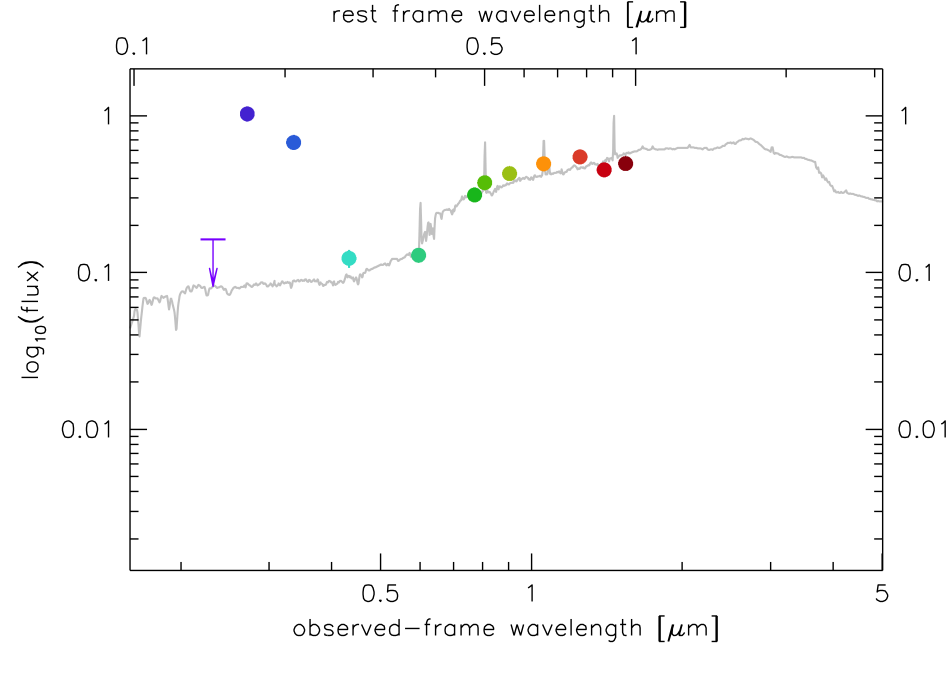 rest frame wavelength [μm]
0.1 0.5 1
1 1
0.1 0.1
0.01 0.01
log10(flux)
0.5 1 5
observed-frame wavelength [μm]